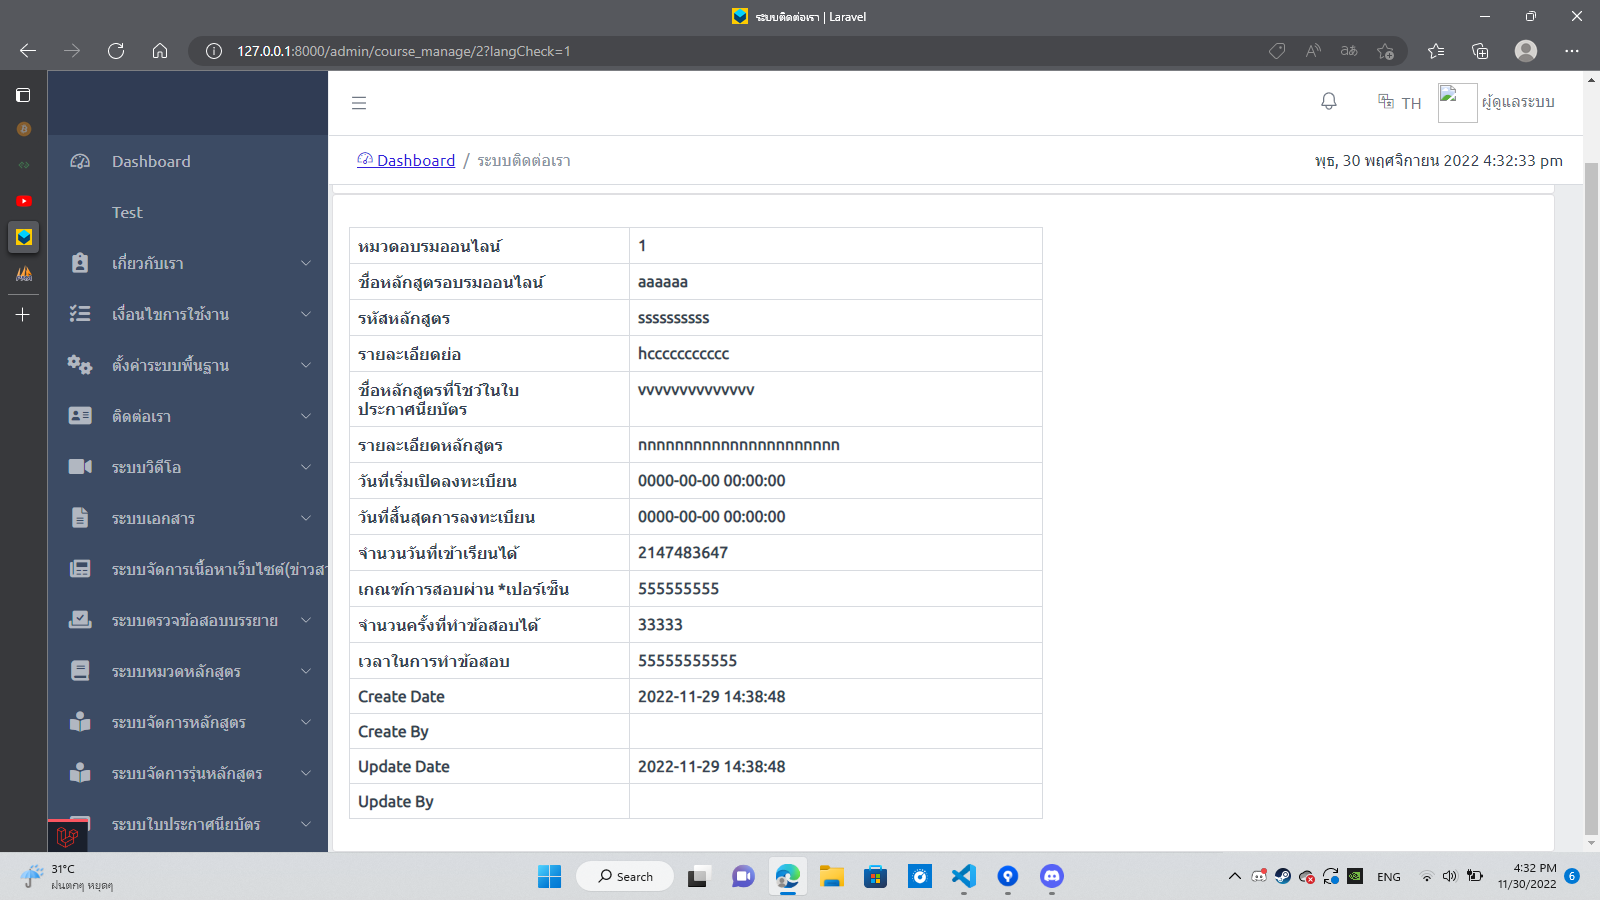 ระบบติดต่อเรา | Laravel
127.0.0.1:8000/admin/course_manage/2?langCheck=1
TH
ผู้ดูแลระบบ
Dashboard / ระบบติดต่อเรา
พุธ, 30 พฤศจิกายน 2022 4:32:33 pm
Dashboard
Test
เกี่ยวกับเรา
เงื่อนไขการใช้งาน
ตั้งค่าระบบพื้นฐาน
ติดต่อเรา
ระบบวิดีโอ
ระบบเอกสาร
ระบบจัดการเนื้อหาเว็บไซต์(ข่าวสา
ระบบตรวจข้อสอบบรรยาย
ระบบหมวดหลักสูตร
ระบบจัดการหลักสูตร
ระบบจัดการรุ่นหลักสูตร
ระบบใบประกาศนียบัตร
หมวดอบรมออนไลน์ 1
ชื่อหลักสูตรอบรมออนไลน์ aaaaaa
รหัสหลักสูตร ssssssssss
รายละเอียดย่อ hccccccccccc
ชื่อหลักสูตรที่โชว์ในใบ vvvvvvvvvvvvvv
ประกาศนียบัตร
รายละเอียดหลักสูตร nnnnnnnnnnnnnnnnnnnnnn
วันที่เริ่มเปิดลงทะเบียน 0000-00-00 00:00:00
วันที่สิ้นสุดการลงทะเบียน 0000-00-00 00:00:00
จำนวนวันที่เข้าเรียนได้ 2147483647
เกณฑ์การสอบผ่าน *เปอร์เซ็น 555555555
จำนวนครั้งที่ทำข้อสอบได้ 33333
เวลาในการทำข้อสอบ 55555555555
Create Date 2022-11-29 14:38:48
Create By
Update Date 2022-11-29 14:38:48
Update By
31°C
ฝนตกๆ หยุดๆ
Search
ENG
4:32 PM
11/30/2022
6